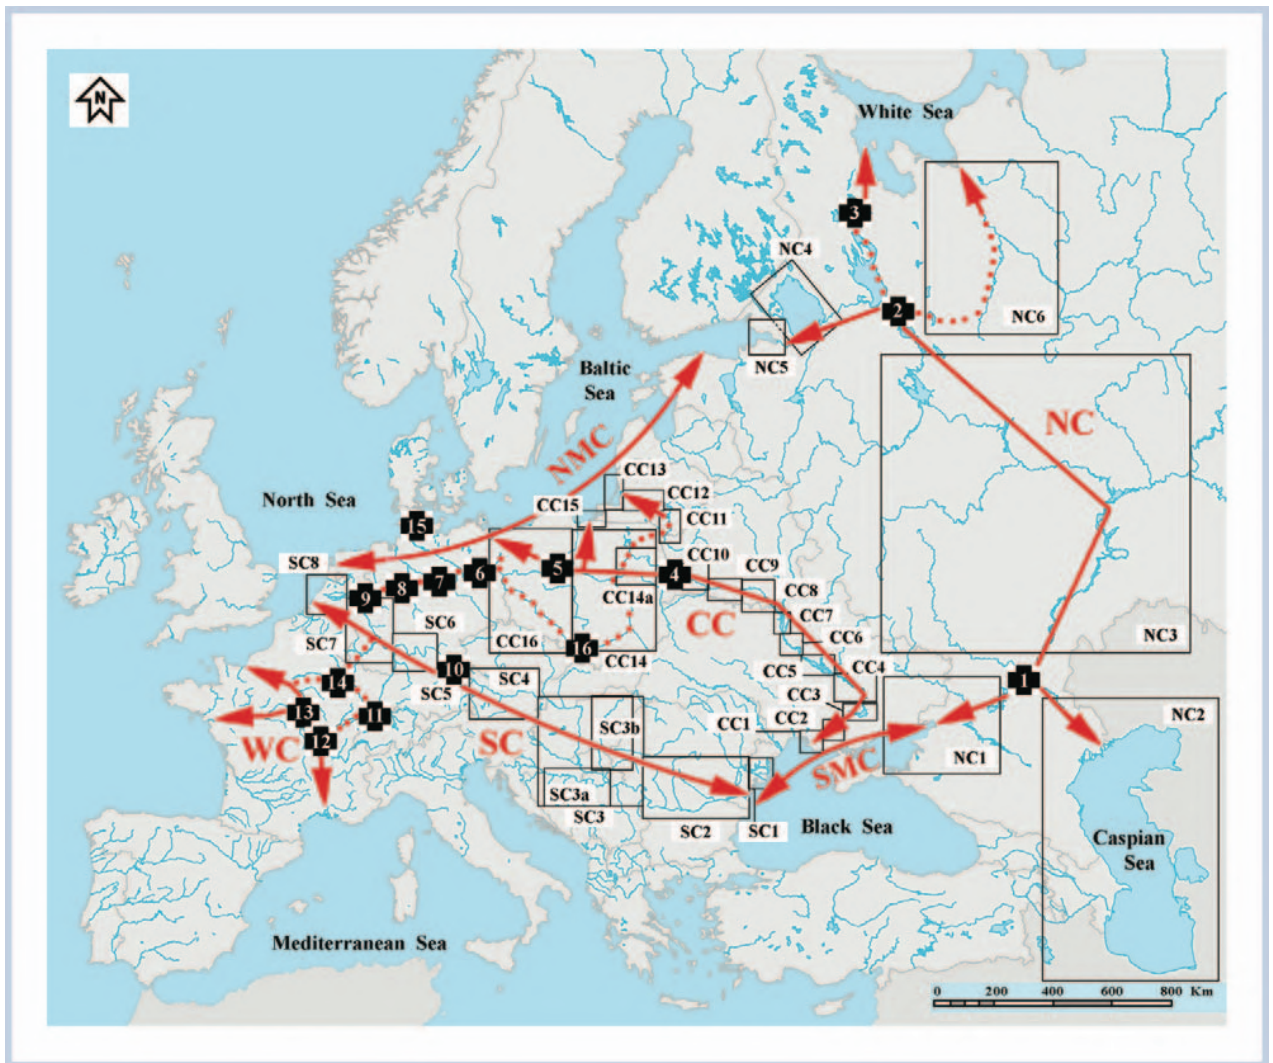 N
White Sea
3
NC4
2
NC6
NC5
Baltic
Sea
NC
NMC
CC13
CC12
CC15
CC11
North Sea
15
SC8
CC10
CC9
5
4
6
7
8
9
CC8
CC14a
CC7
CC
SC6
CC6
NC3
SC7
CC16
16
CC14
CC5
CC4
10
SC4
1
14
SC5
CC3
13
11
CC2
CC1
NC2
WC
12
SC
SC3b
SMC
NC1
SC3a
SC3
SC2
SC1
Black Sea
Caspian
Sea
Mediterranean Sea
0 200 400 600 800 Km